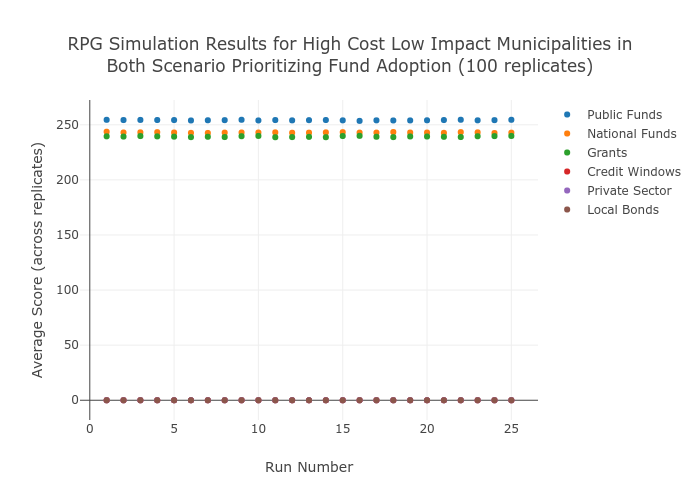 RPG Simulation Results for High Cost Low Impact Municipalities in
Both Scenario Prioritizing Fund Adoption (100 replicates)
Average Score (across replicates)
250
200
150
100
50
0
0 5 10 15 20 25
Run Number
Public Funds
National Funds
Grants
Credit Windows
Private Sector
Local Bonds